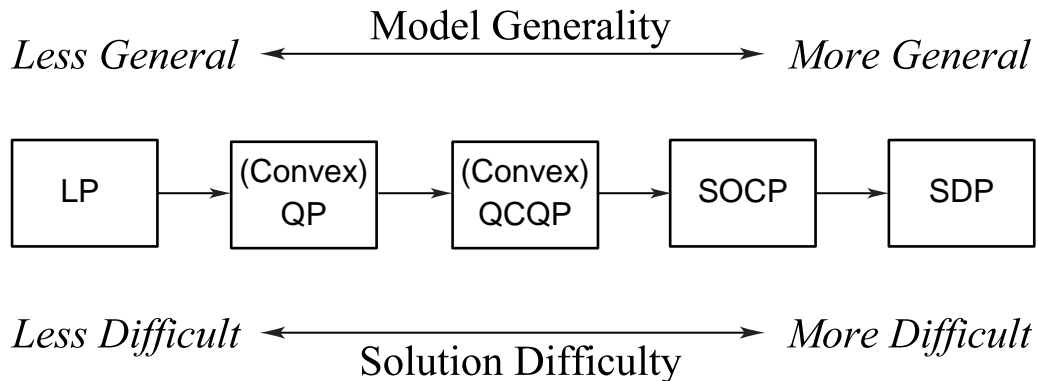 Model Generality
Less General
More General
LP
(Convex)
QP
(Convex)
QCQP
SOCP
SDP
Less Difficult
More Difficult
Solution Difficulty